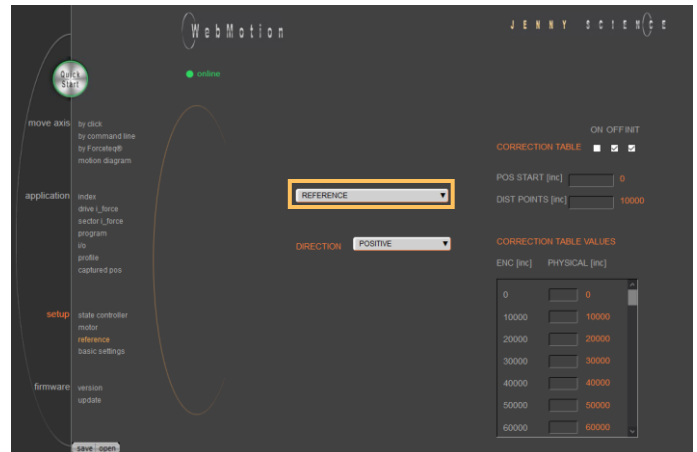 WebMotion
JENNY SCIENCE
Quick
Start
online
move axis
by click
by command line
by Forceteq®
motion diagram
application
index
drive i_force
sector i_force
program
i/o
profile
captured pos
setup
state controller
motor
reference
basic settings
firmware
version
update
save open
REFERENCE
DIRECTION POSITIVE
ON OFF INIT
CORRECTION TABLE
POS START [inc] 0
DIST POINTS [inc] 10000
CORRECTION TABLE VALUES
ENC [inc] PHYSICAL [inc]
0 0
10000 10000
20000 20000
30000 30000
40000 40000
50000 50000
60000 60000